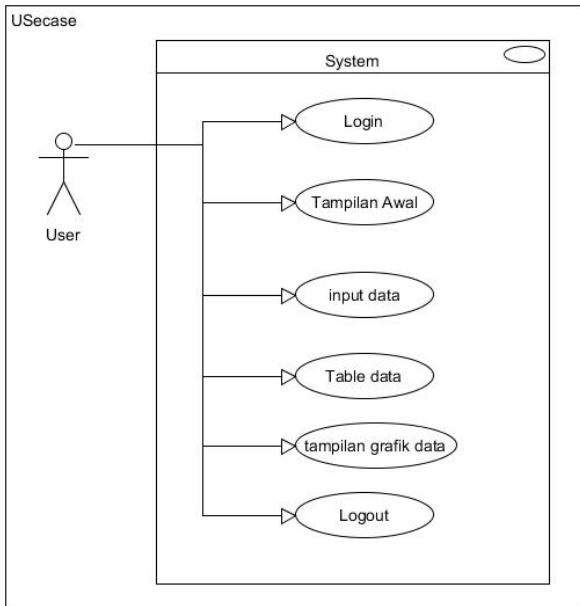 USecase
System
Login
Tampilan Awal
User
input data
Table data
tampilan grafik data
Logout